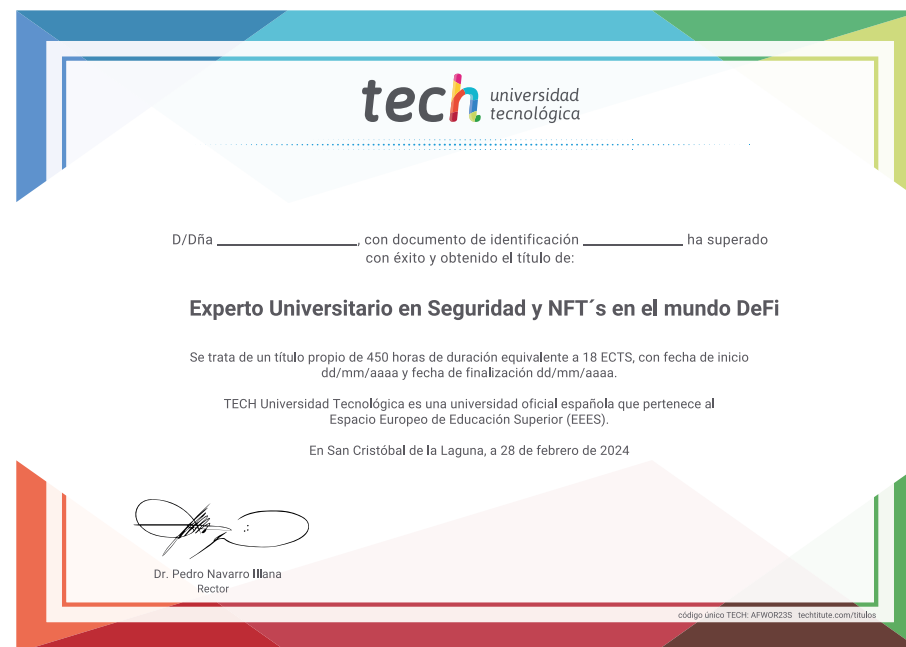 tech universidad
tecnológica
D/Dña ____________________, con documento de identificación ______________ ha superado
con éxito y obtenido el título de:
Experto Universitario en Seguridad y NFT´s en el mundo DeFi
Se trata de un título propio de 450 horas de duración equivalente a 18 ECTS, con fecha de inicio
dd/mm/aaaa y fecha de finalización dd/mm/aaaa.
TECH Universidad Tecnológica es una universidad oficial española que pertenece al
Espacio Europeo de Educación Superior (EEES).
En San Cristóbal de la Laguna, a 28 de febrero de 2024
Dr. Pedro Navarro Illana
Rector
código único TECH: AFWOR23S techtitute.com/titulos